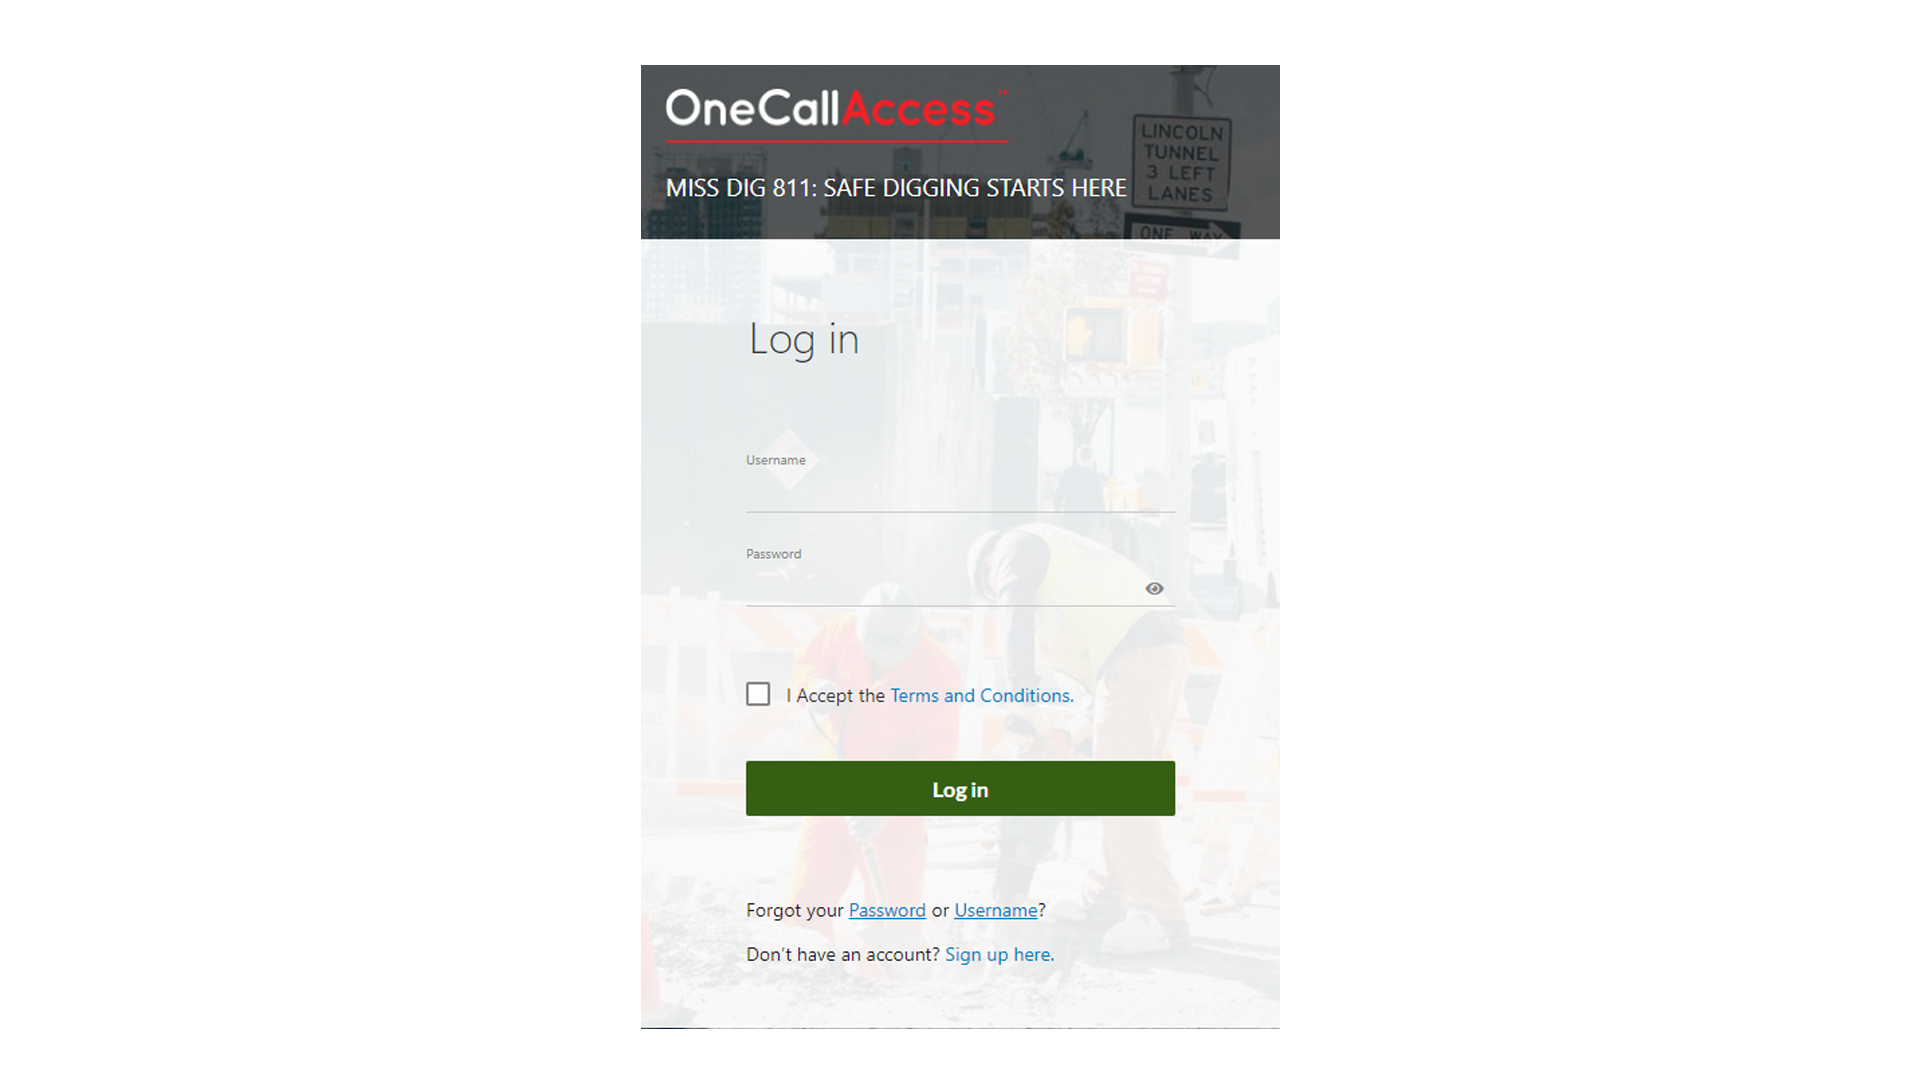 OneCallAccess™
MISS DIG 811: SAFE DIGGING STARTS HERE
LINCOLN
TUNNEL
3 LEFT
LANES
ONE WAY
Log in
Username
Password
I Accept the Terms and Conditions.
Log in
Forgot your Password or Username?
Don't have an account? Sign up here.